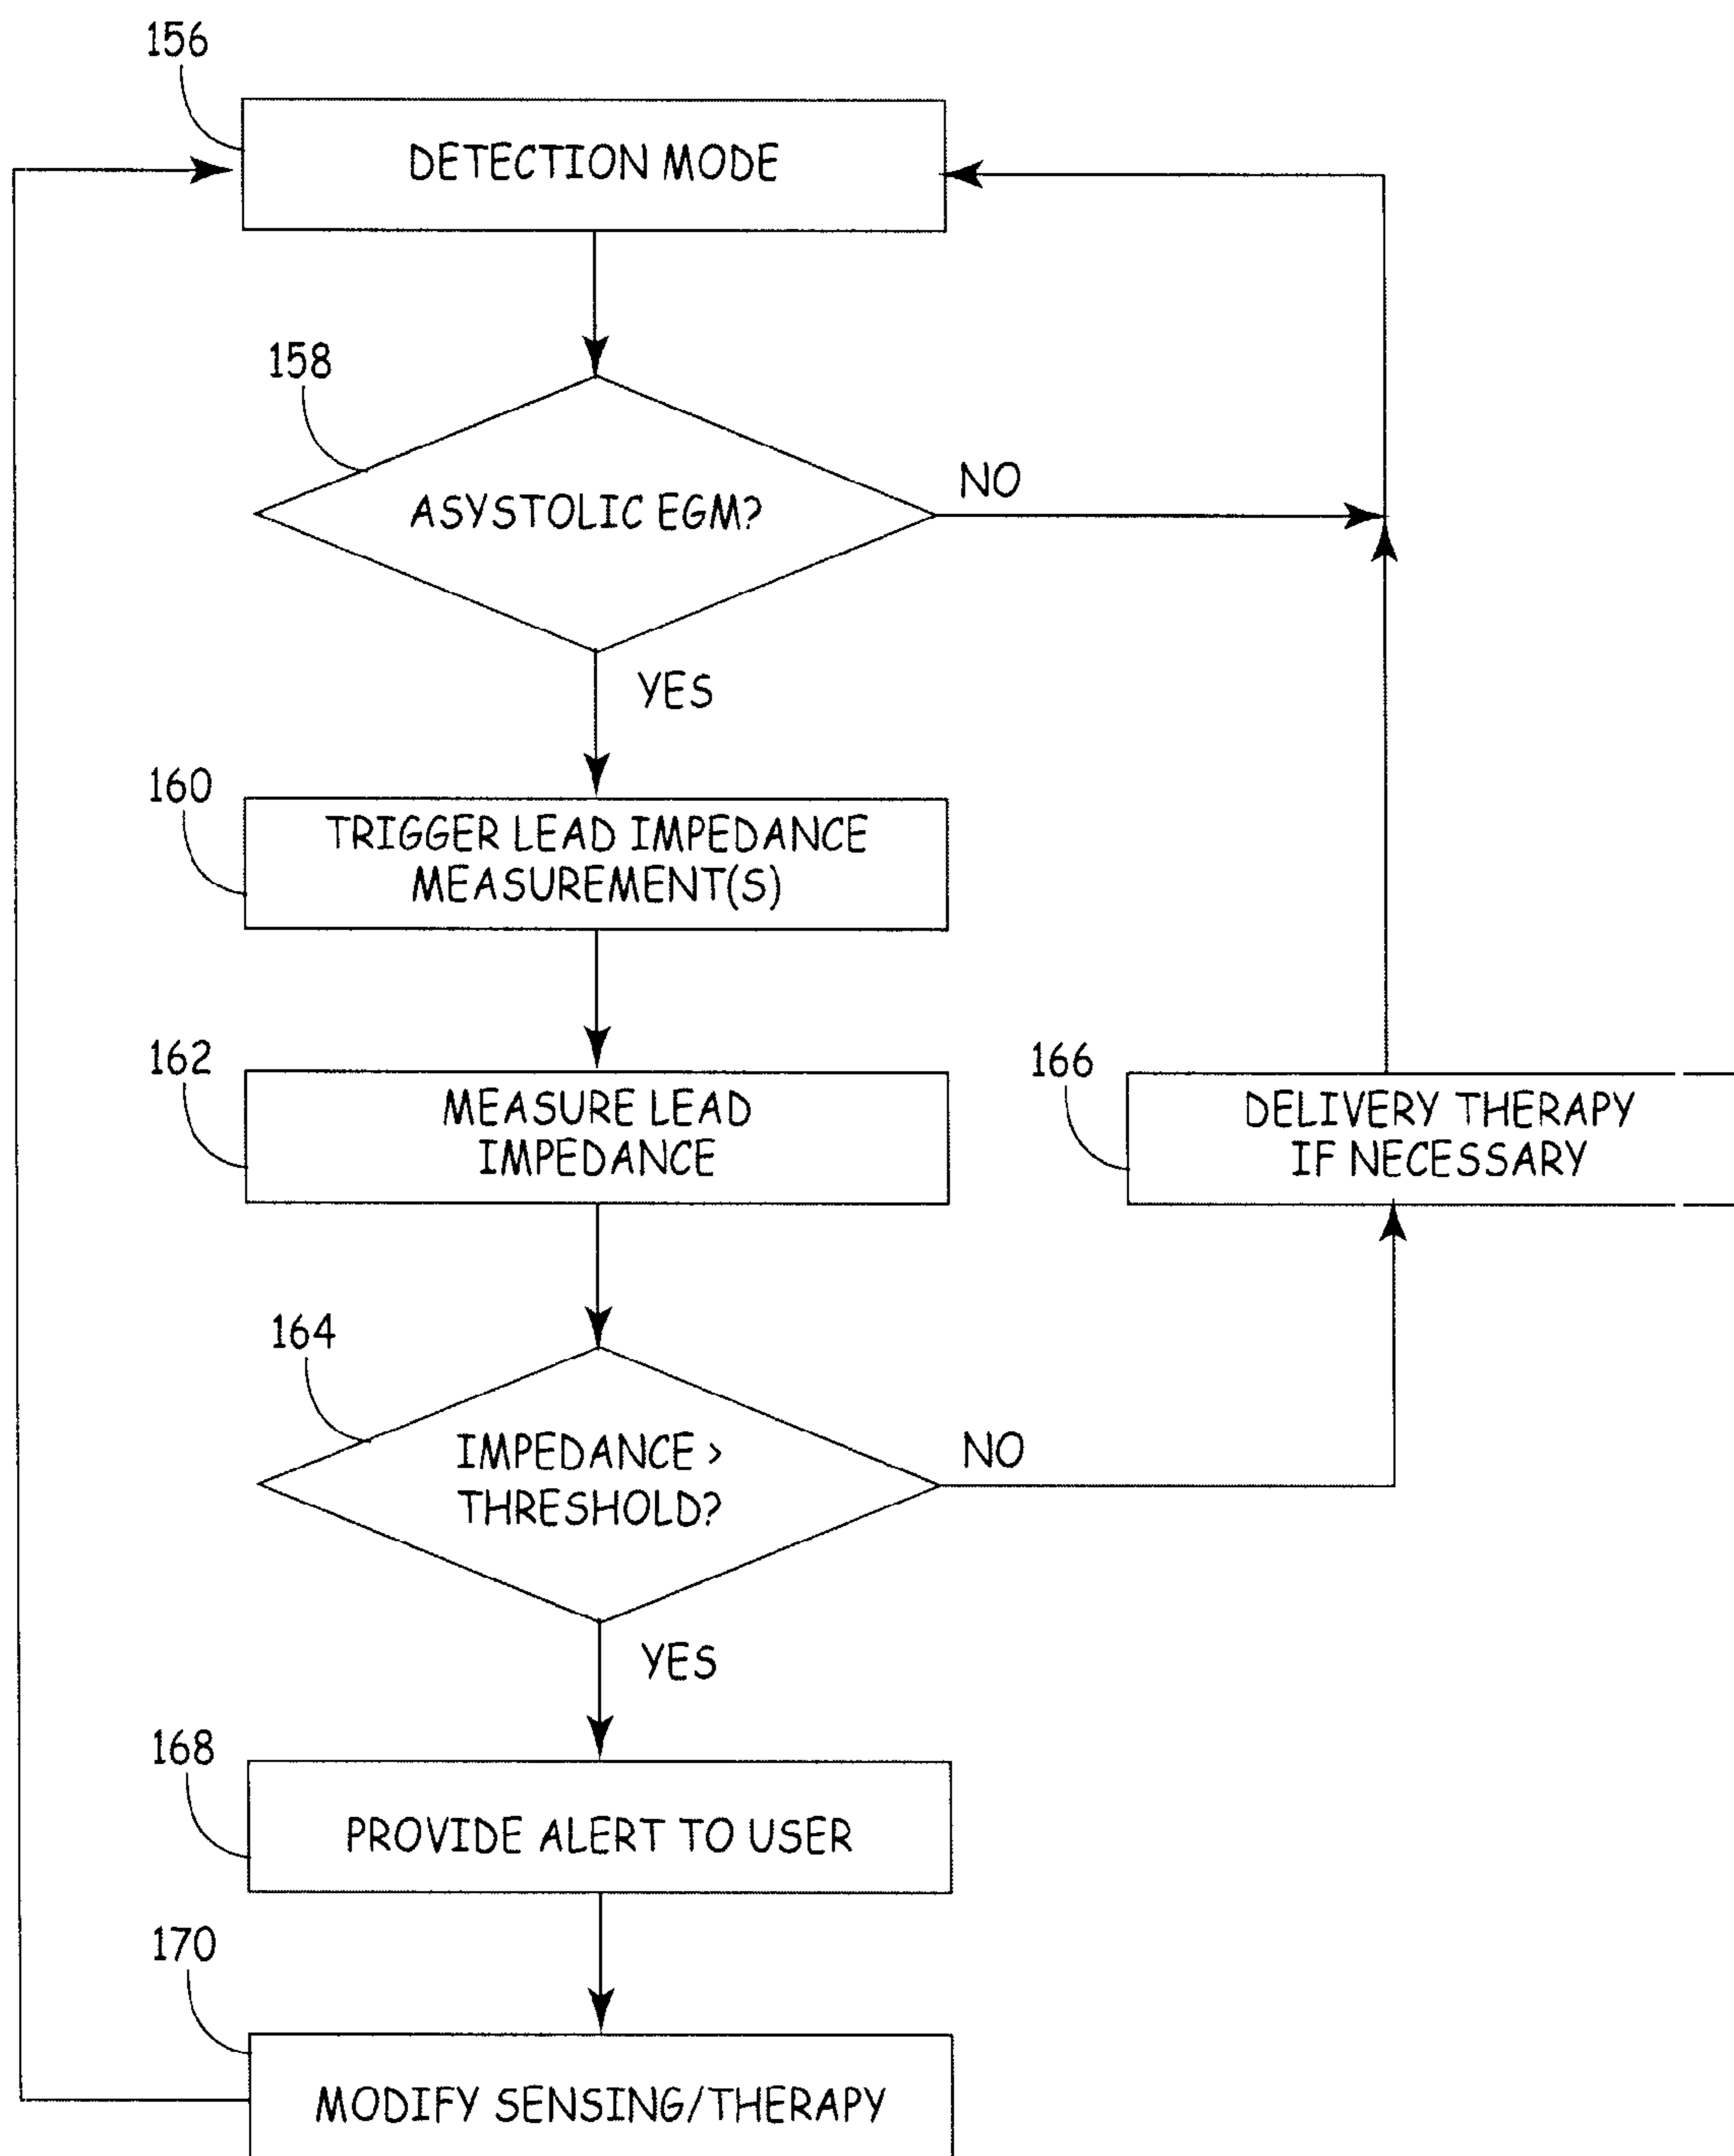 156
DETECTION MODE
158
ASYSTOLIC EGM?
NO
YES
160
TRIGGER LEAD IMPEDANCE
MEASUREMENT(S)
162
MEASURE LEAD
IMPEDANCE
166
DELIVERY THERAPY
IF NECESSARY
164
IMPEDANCE >
THRESHOLD?
NO
YES
168
PROVIDE ALERT TO USER
170
MODIFY SENSING/THERAPY